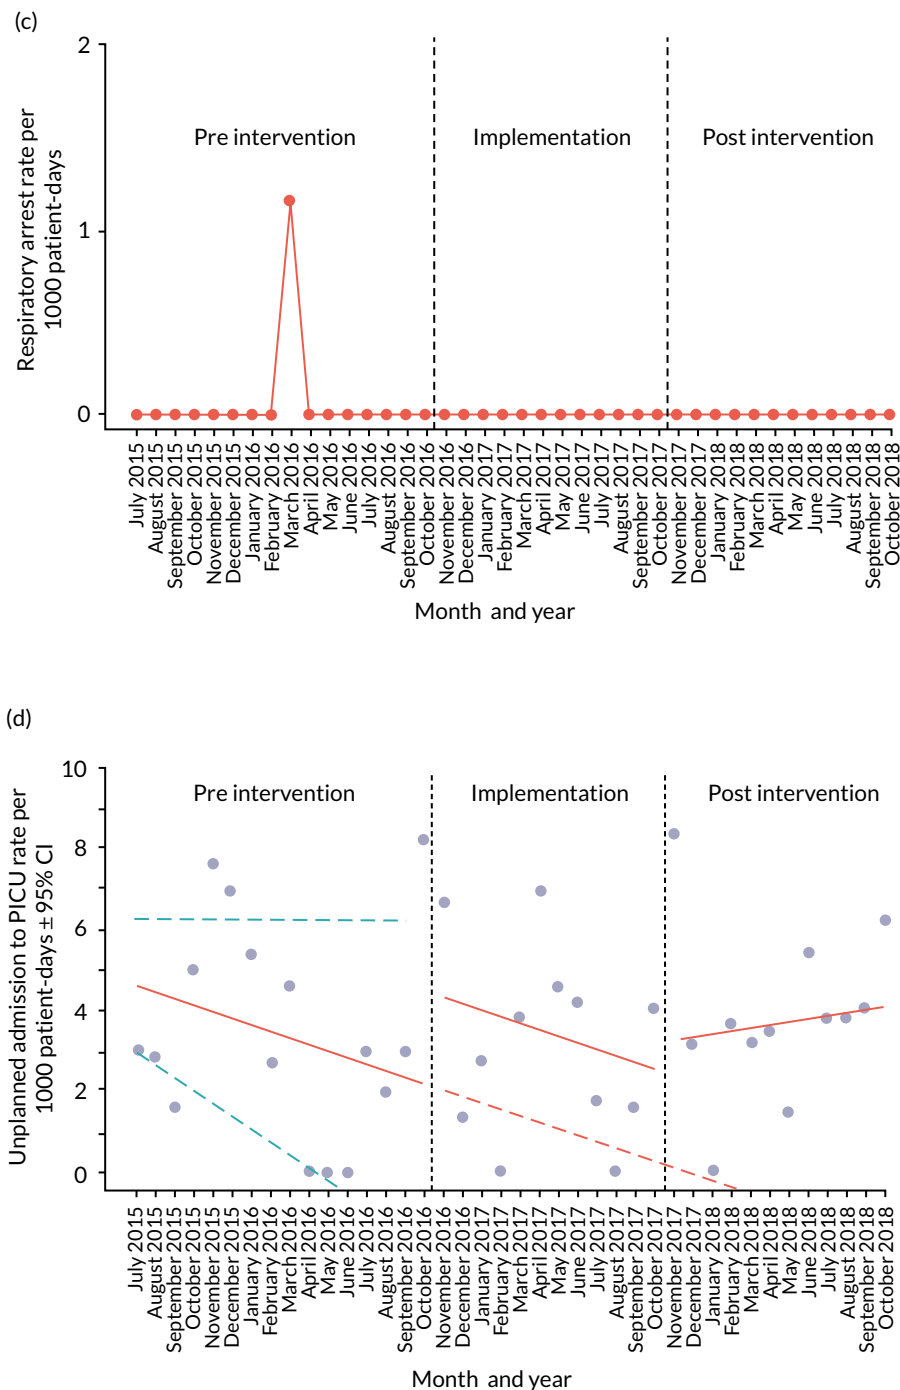 (c)
2
1
0
Respiratory arrest rate per
1000 patient-days
Pre intervention
Implementation
Post intervention
July 2015
August 2015
September 2015
October 2015
November 2015
December 2015
January 2016
February 2016
March 2016
April 2016
May 2016
June 2016
July 2016
August 2016
September 2016
October 2016
November 2016
December 2016
January 2017
February 2017
March 2017
April 2017
May 2017
June 2017
July 2017
August 2017
September 2017
October 2017
November 2017
December 2017
January 2018
February 2018
March 2018
April 2018
May 2018
June 2018
July 2018
August 2018
September 2018
October 2018
Month and year
(d)
10
8
6
4
2
0
Unplanned admission to PICU rate per
1000 patient-days ± 95% CI
Pre intervention
Implementation
Post intervention
July 2015
August 2015
September 2015
October 2015
November 2015
December 2015
January 2016
February 2016
March 2016
April 2016
May 2016
June 2016
July 2016
August 2016
September 2016
October 2016
November 2016
December 2016
January 2017
February 2017
March 2017
April 2017
May 2017
June 2017
July 2017
August 2017
September 2017
October 2017
November 2017
December 2017
January 2018
February 2018
March 2018
April 2018
May 2018
June 2018
July 2018
August 2018
September 2018
October 2018
Month and year